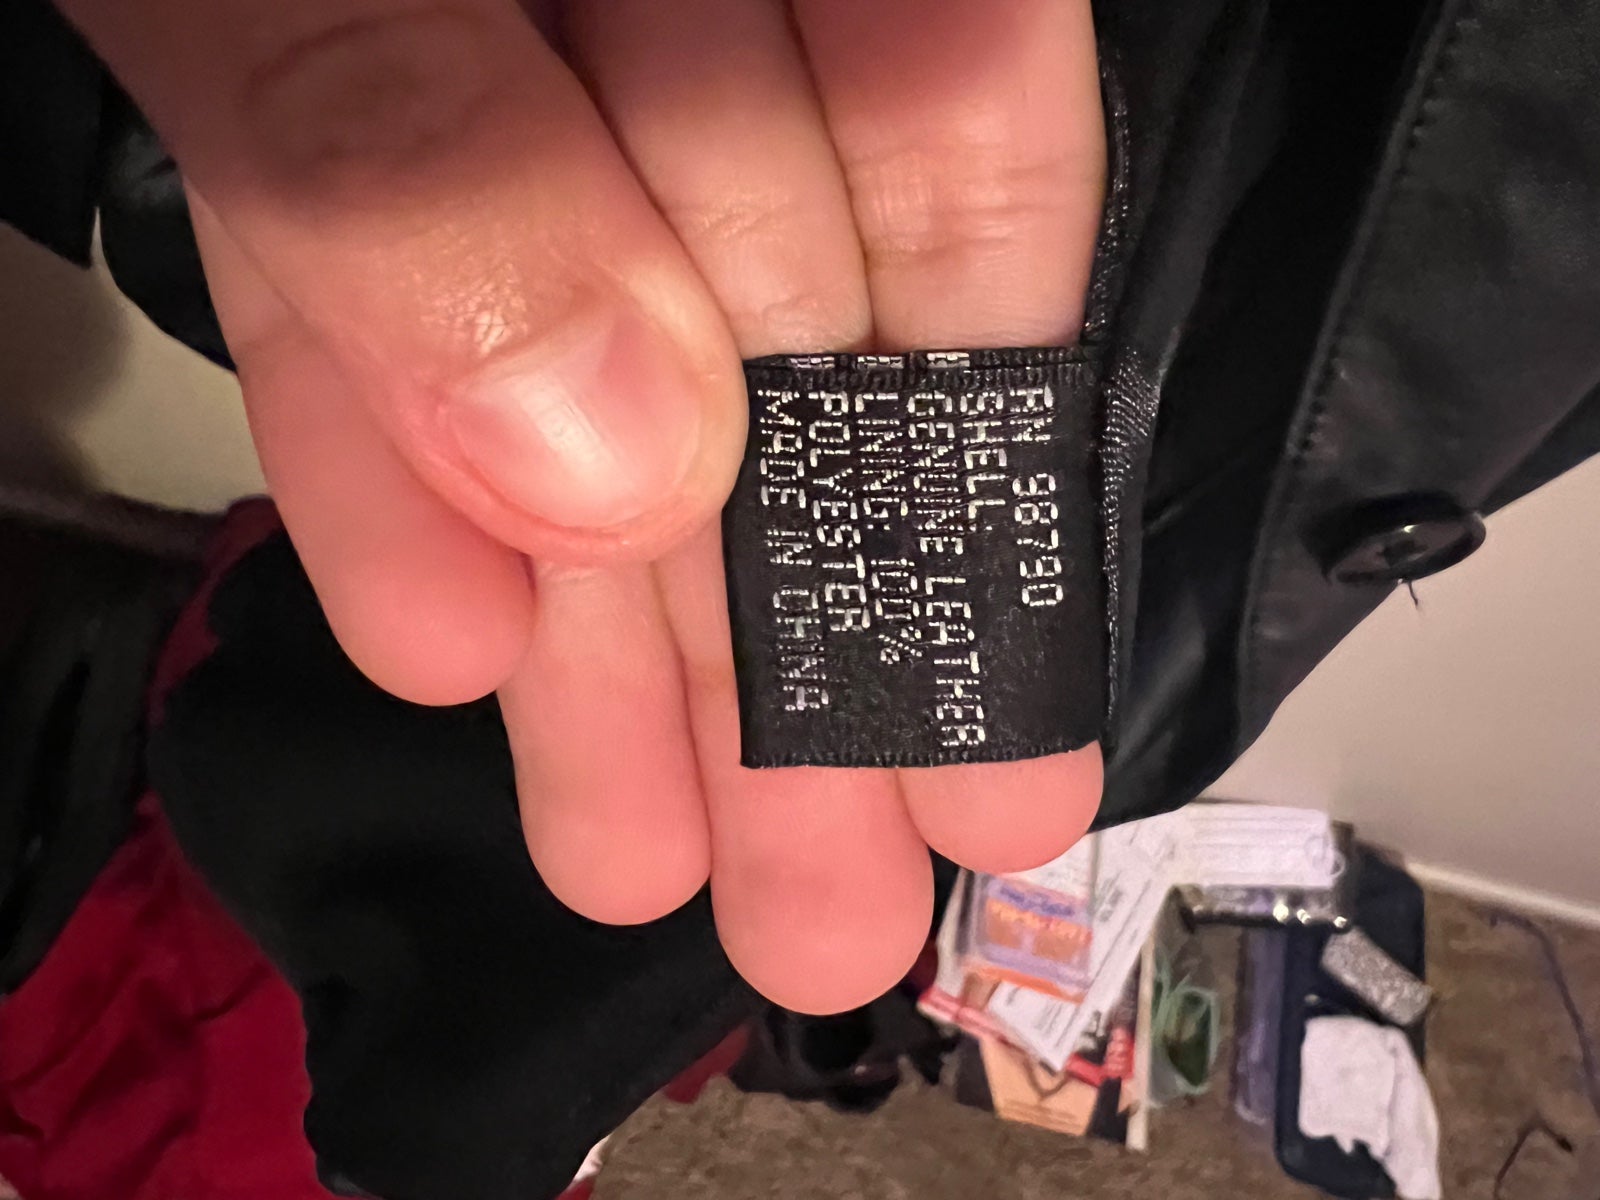 RN 98790
SHELL:
GENUINE LEATHER
LINING: 100%
POLYESTER
MADE IN CHINA